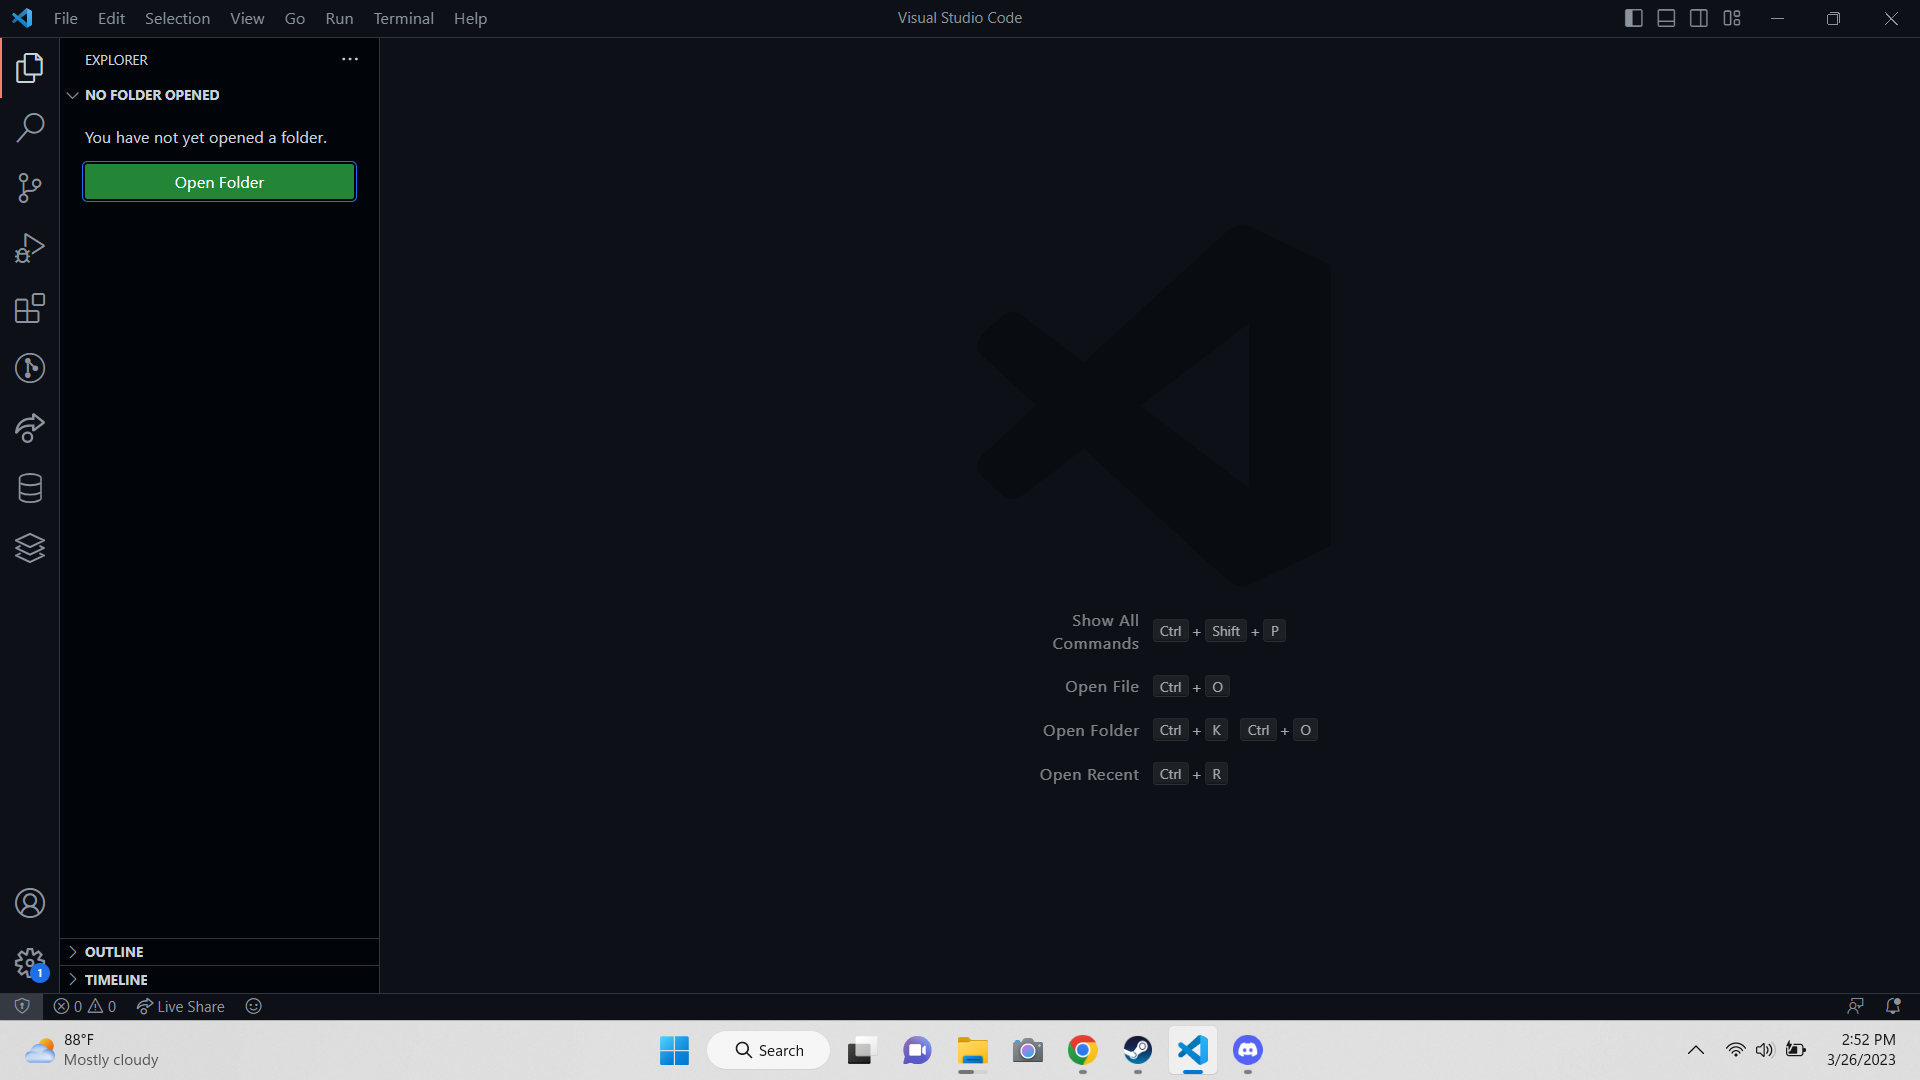 File Edit Selection View Go Run Terminal Help
Visual Studio Code
EXPLORER
NO FOLDER OPENED
You have not yet opened a folder.
Open Folder
Show All
Commands
Ctrl + Shift + P
Open File Ctrl + O
Open Folder Ctrl + K Ctrl + O
Open Recent Ctrl + R
OUTLINE
TIMELINE
1
0 0 Live Share
88°F
Mostly cloudy
Search
2:52 PM
3/26/2023